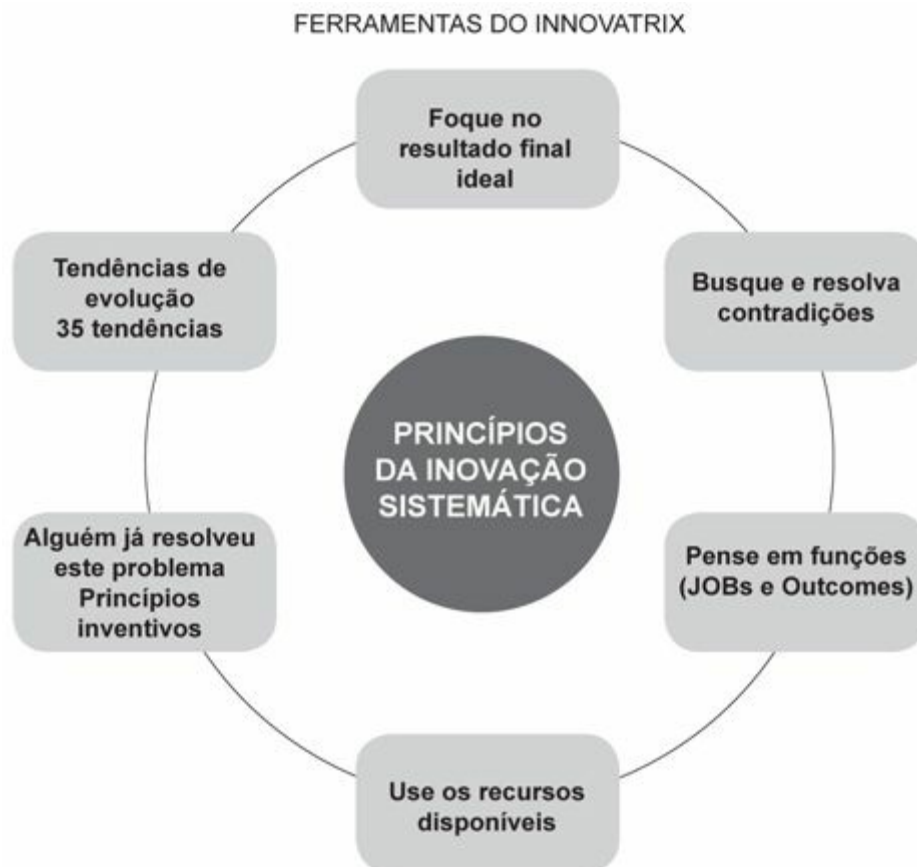 FERRAMENTAS DO INNOVATRIX
Foque no
resultado final
ideal
Tendências de
evolução
35 tendências
Busque e resolva
contradições
PRINCÍPIOS
DA INOVAÇÃO
SISTEMÁTICA
Alguém já resolveu
este problema
Princípios
inventivos
Pense em funções
(JOBs e Outcomes)
Use os recursos
disponíveis